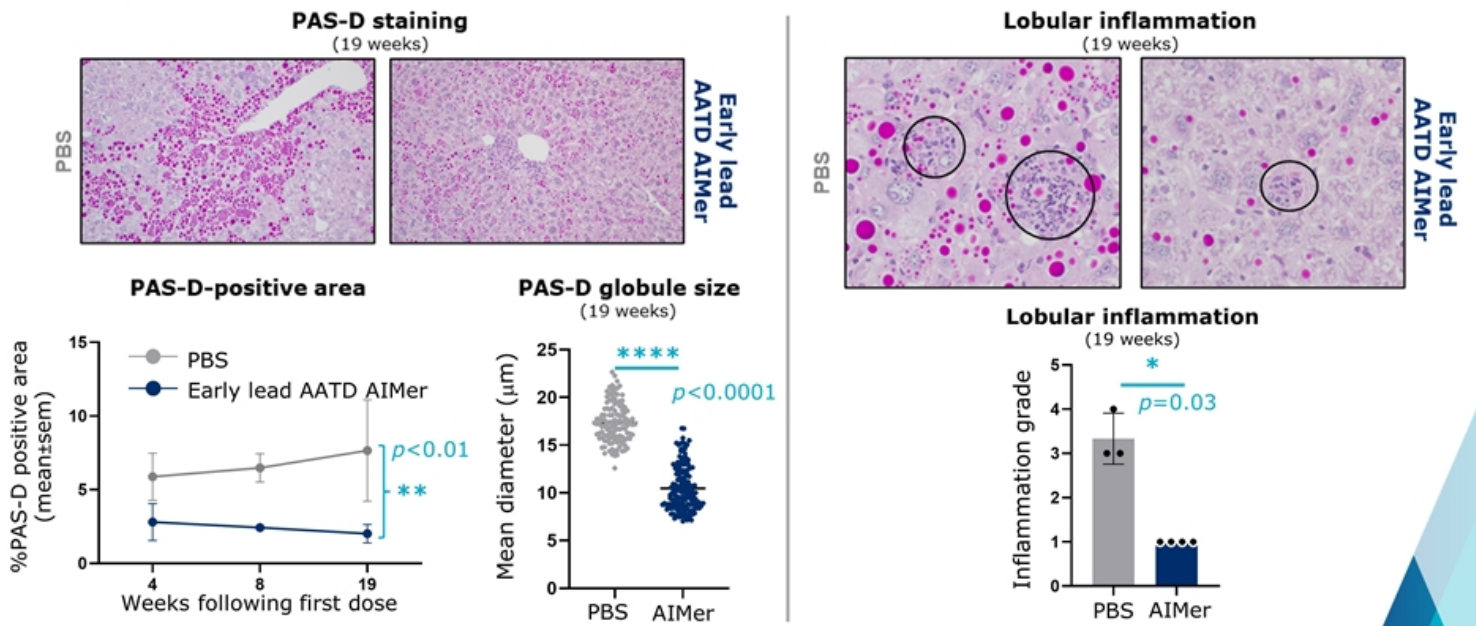 PAS-D staining
(19 weeks)
PBS
Early lead
AATD AIMer
PAS-D-positive area
%PAS-D positive area
(mean±sem)
15
10
5
0
PBS
Early lead AATD AIMer
p<0.01
**
4
8
19
Weeks following first dose
PAS-D globule size
(19 weeks)
Mean diameter (μm)
25
20
15
10
5
0
****
p<0.0001
PBS
AIMer
Lobular inflammation
(19 weeks)
PBS
Early lead
AATD AIMer
Lobular inflammation
(19 weeks)
Inflammation grade
5
4
3
2
1
0
*
p=0.03
PBS
AIMer